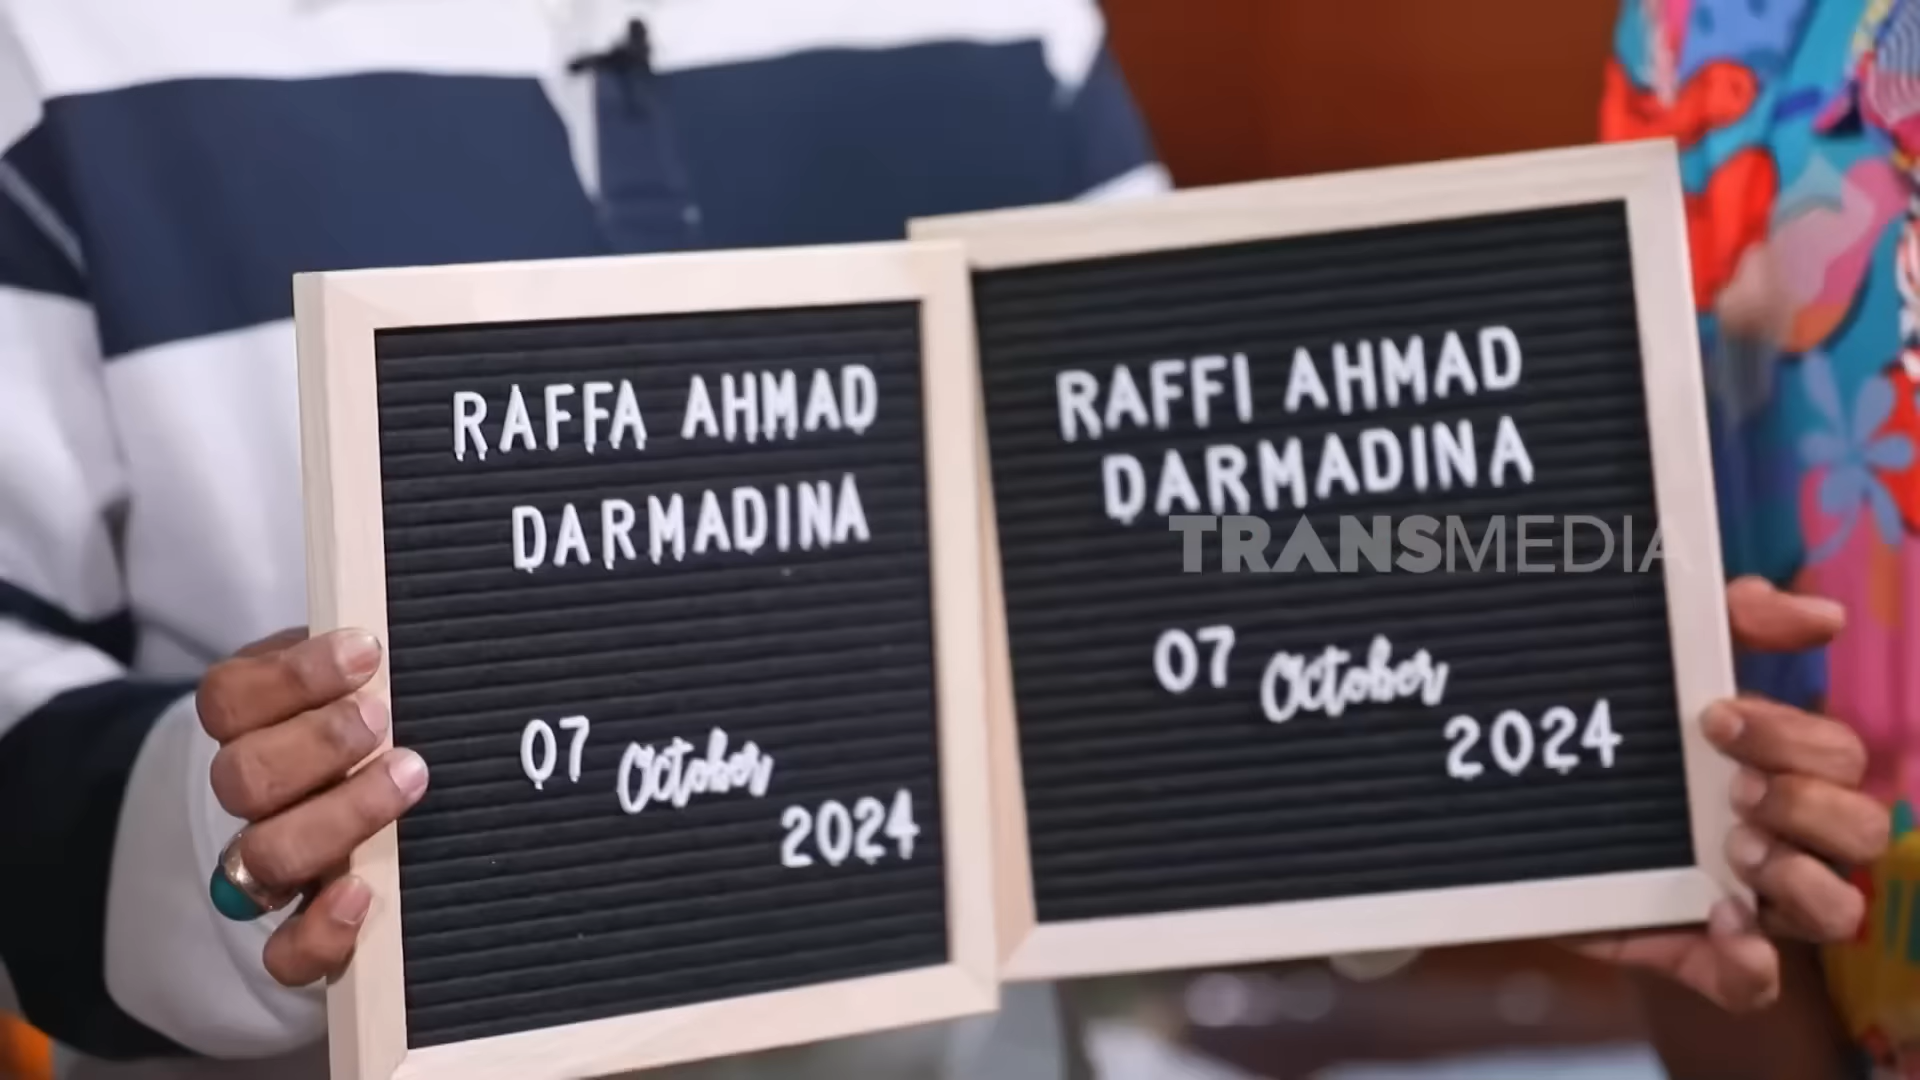 RAFFA AHMAD
DARMADINA
07 October
2024
RAFFI AHMAD
DARMADINA
TRANSMEDIA
07 October
2024